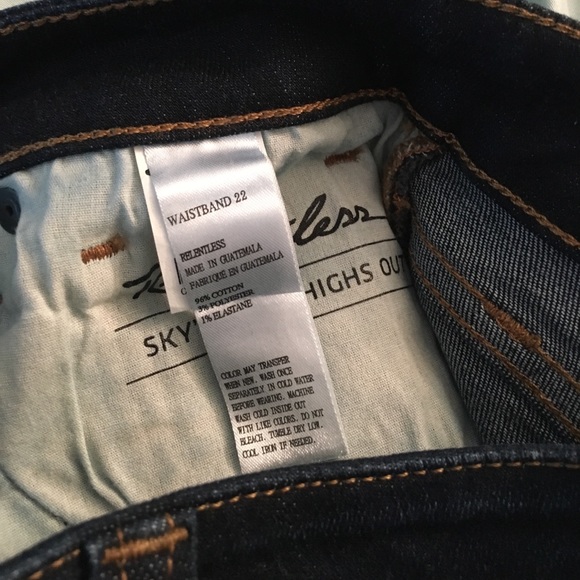 WAISTBAND 22
RELENTLESS
MADE IN GUATEMALA
FABRIQUE EN GUATEMALA
96% COTTON
3% POLYESTER
1% ELASTANE
COLOR MAY TRANSFER
WHEN NEW. WASH ONCE
SEPARATELY IN COLD WATER
BEFORE WEARING. MACHINE
WASH COLD INSIDE OUT
WITH LIKE COLORS. DO NOT
BLEACH. TUMBLE DRY LOW.
COOL IRON IF NEEDED.
less
SKY HIGHS OUT